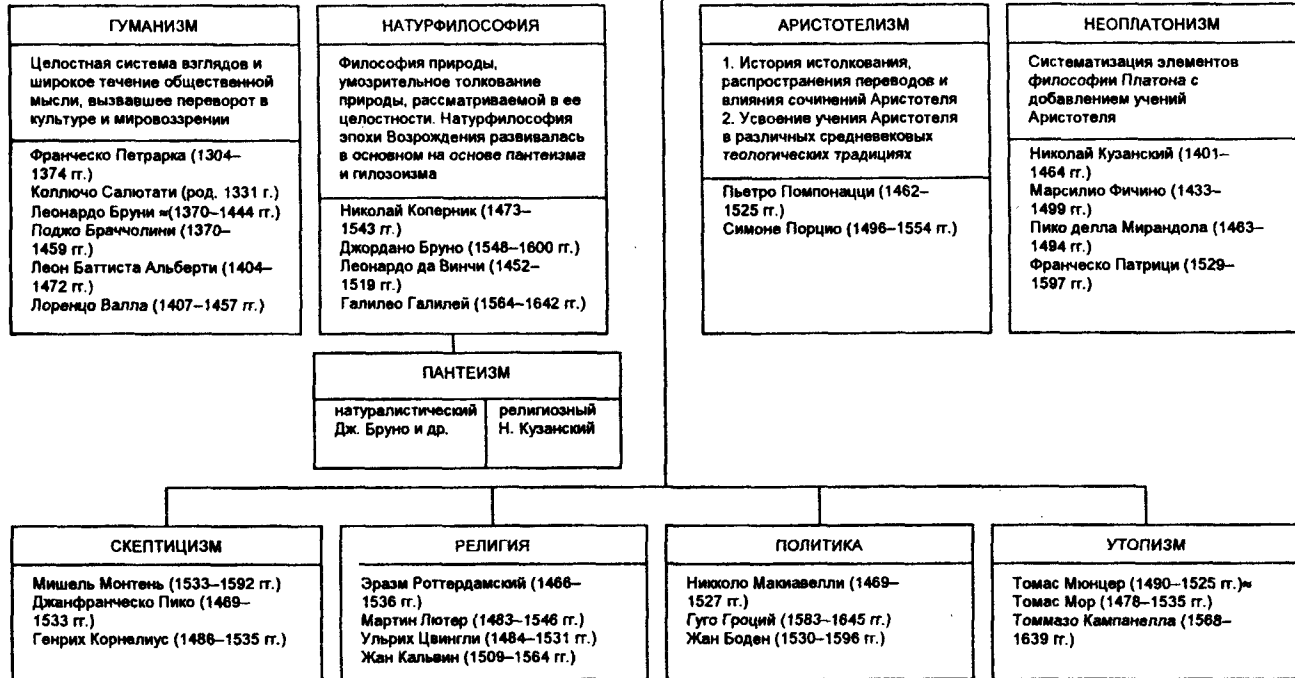 ГУМАНИЗМ
Целостная система взглядов и
широкое течение общественной
мысли, вызвавшее переворот в
культуре и мировоззрении
Франческо Петрарка (1304–
1374 гг.)
Коллючо Салютати (род. 1331 г.)
Леонардо Бруни ≈(1370–1444 гг.)
Поджо Браччолини (1370–
1459 гг.)
Леон Баттиста Альберти (1404–
1472 гг.)
Лоренцо Валла (1407–1457 гг.)
НАТУРФИЛОСОФИЯ
Философия природы,
умозрительное толкование
природы, рассматриваемой в ее
целостности. Натурфилософия
эпохи Возрождения развивалась
в основном на основе пантеизма
и гилозоизма
Николай Коперник (1473–
1543 гг.)
Джордано Бруно (1548–1600 гг.)
Леонардо да Винчи (1452–
1519 гг.)
Галилео Галилей (1564–1642 гг.)
ПАНТЕИЗМ
натуралистический
Дж. Бруно и др.
религиозный
Н. Кузанский
АРИСТОТЕЛИЗМ
1. История истолкования,
распространения переводов и
влияния сочинений Аристотеля
2. Усвоение учения Аристотеля
в различных средневековых
теологических традициях
Пьетро Помпонацци (1462–
1525 гг.)
Симоне Порцио (1496–1554 гг.)
НЕОПЛАТОНИЗМ
Систематизация элементов
философии Платона с
добавлением учений
Аристотеля
Николай Кузанский (1401–
1464 гг.)
Марсилио Фичино (1433–
1499 гг.)
Пико делла Мирандола (1463–
1494 гг.)
Франческо Патрици (1529–
1597 гг.)
СКЕПТИЦИЗМ
Мишель Монтень (1533–1592 гг.)
Джанфранческо Пико (1469–
1533 гг.)
Генрих Корнелиус (1486–1535 гг.)
РЕЛИГИЯ
Эразм Роттердамский (1466–
1536 гг.)
Мартин Лютер (1483–1546 гг.)
Ульрих Цвингли (1484–1531 гг.)
Жан Кальвин (1509–1564 гг.)
ПОЛИТИКА
Никколо Макиавелли (1469–
1527 гг.)
Гуго Гроций (1583–1645 гг.)
Жан Боден (1530–1596 гг.)
УТОПИЗМ
Томас Мюнцер (1490–1525 гг.)≈
Томас Мор (1478–1535 гг.)
Томмазо Кампанелла (1568–
1639 гг.)